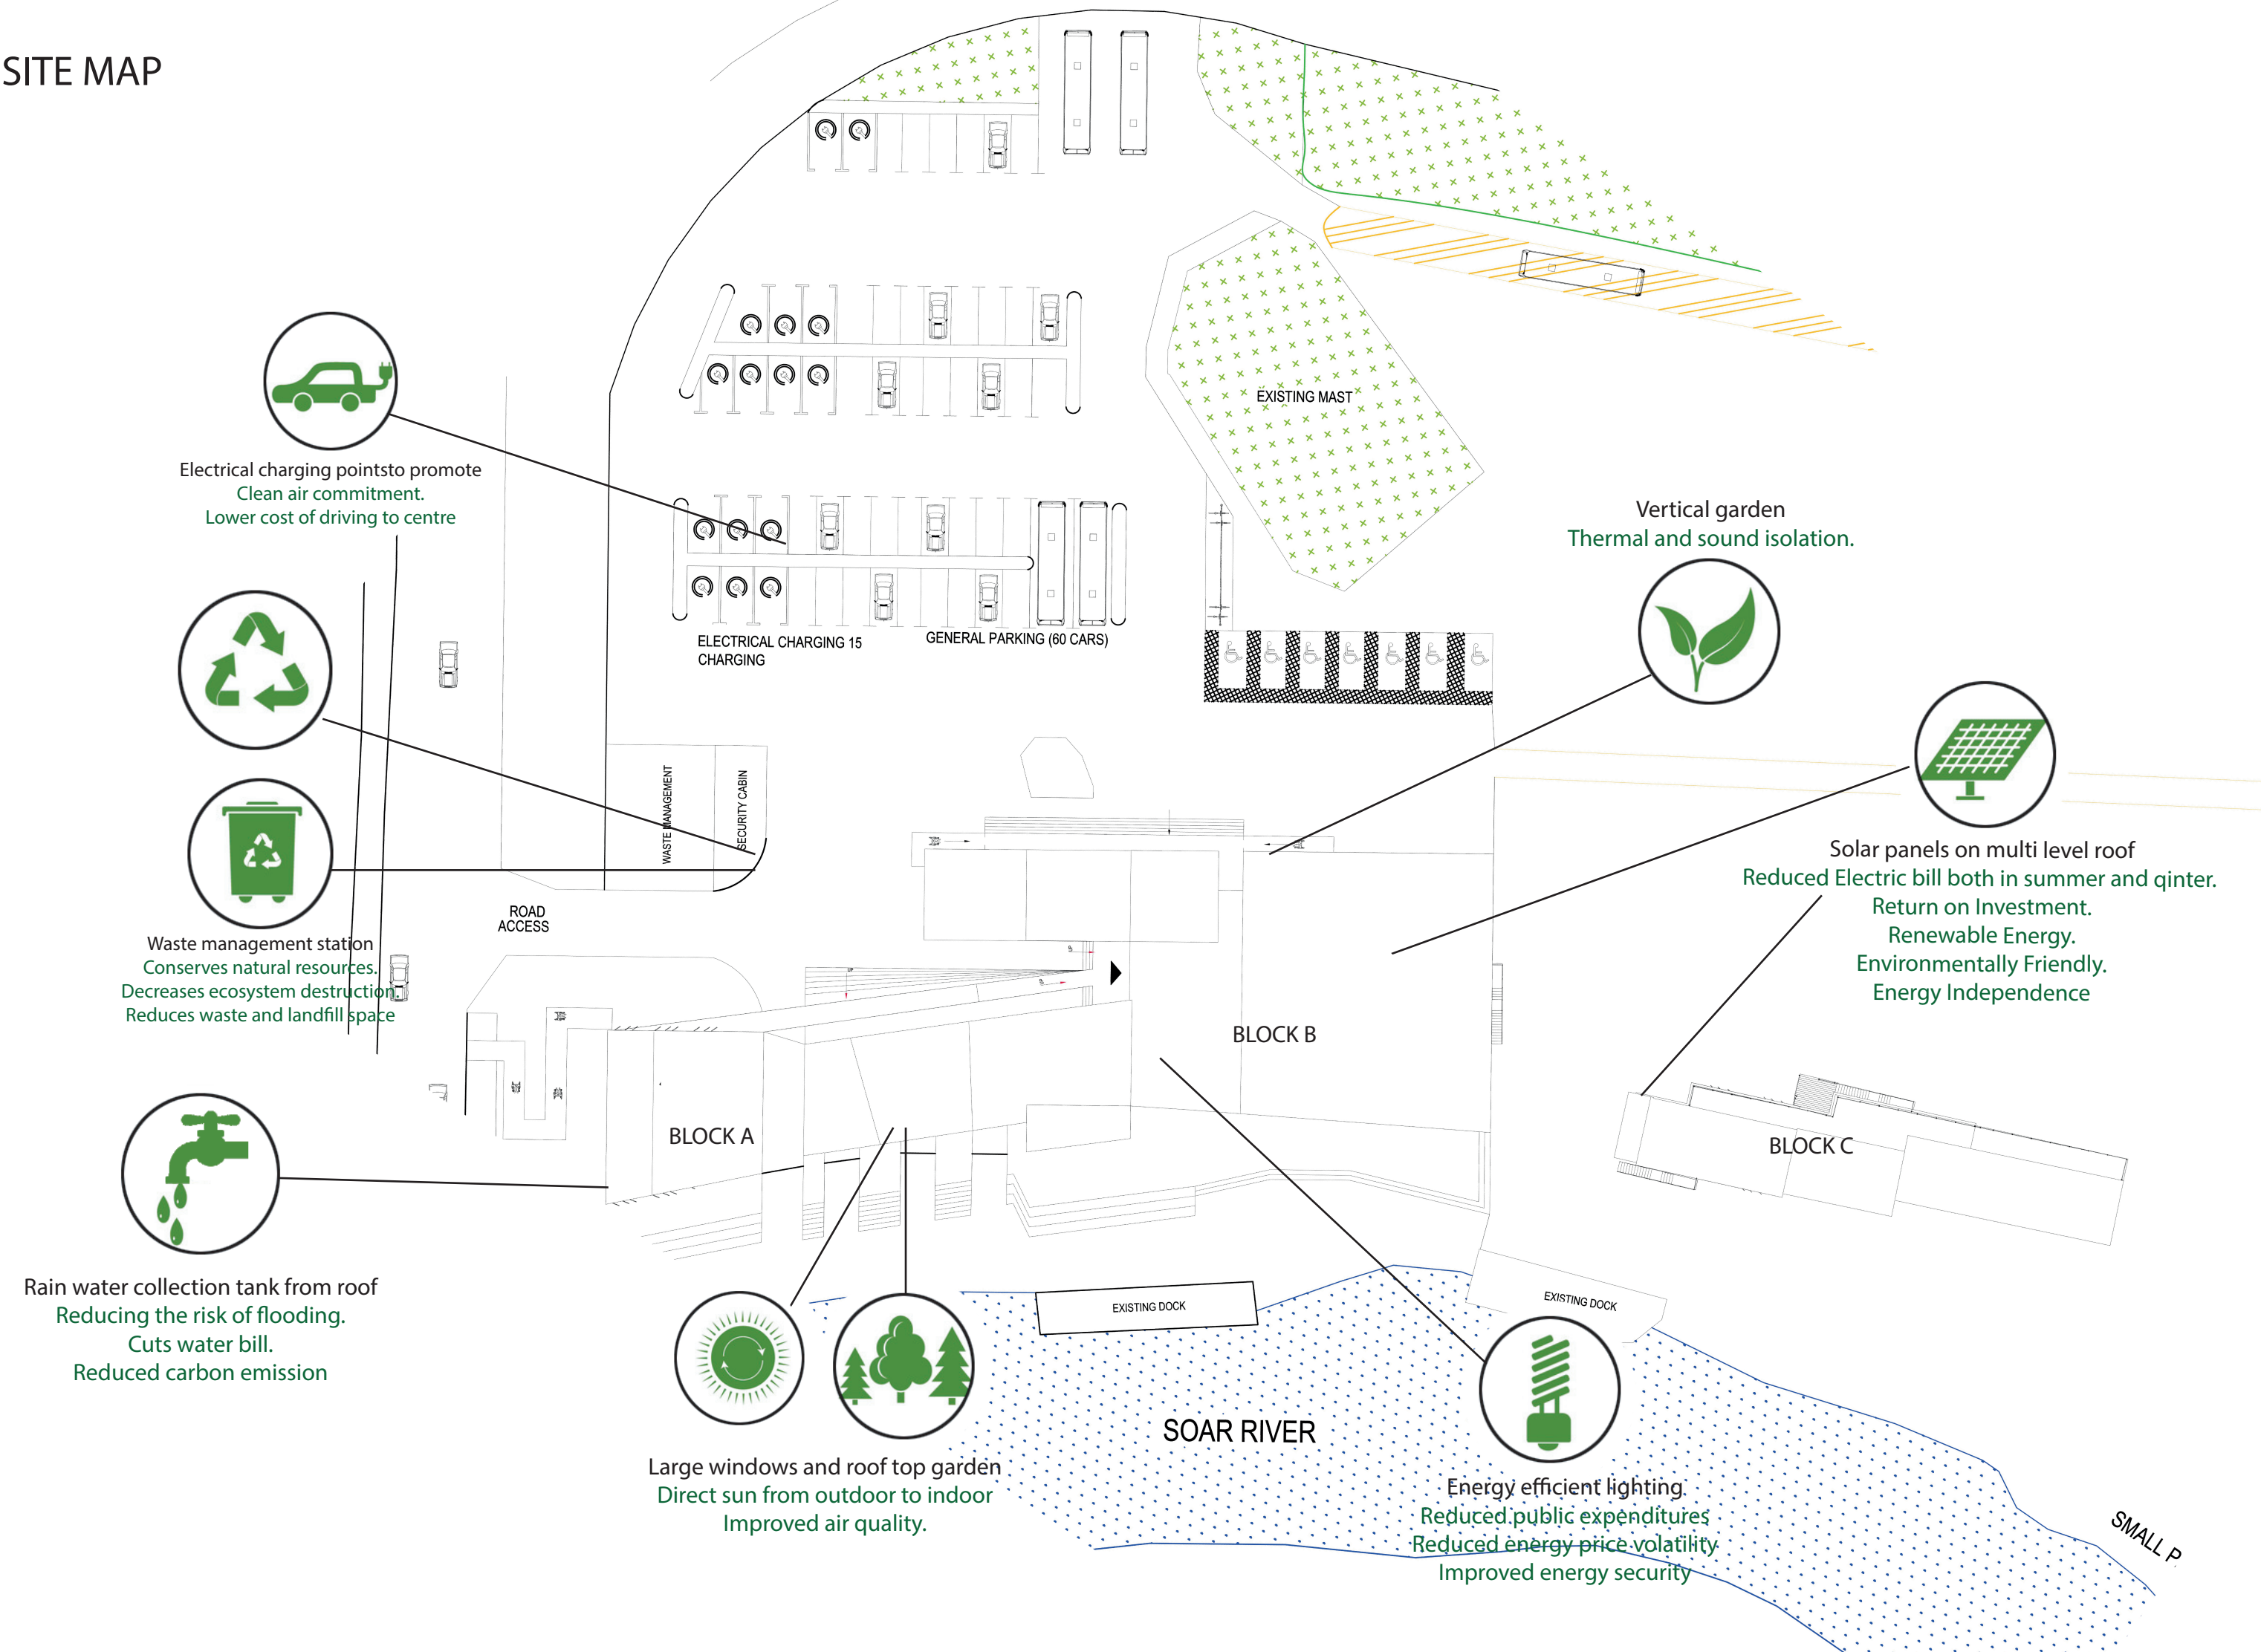 SITE MAP
EXISTING MAST
Electrical charging pointsto promote
Clean air commitment.
Lower cost of driving to centre
Vertical garden
Thermal and sound isolation.
ELECTRICAL CHARGING 15
CHARGING
GENERAL PARKING (60 CARS)
WASTE MANAGEMENT
SECURITY CABIN
Solar panels on multi level roof
Reduced Electric bill both in summer and qinter.
Return on Investment.
Renewable Energy.
Environmentally Friendly.
Energy Independence
ROAD
ACCESS
Waste management station
Conserves natural resources.
Decreases ecosystem destruction.
Reduces waste and landfill space
BLOCK B
BLOCK A
BLOCK C
Rain water collection tank from roof
Reducing the risk of flooding.
Cuts water bill.
Reduced carbon emission
EXISTING DOCK
EXISTING DOCK
SOAR RIVER
Large windows and roof top garden
Direct sun from outdoor to indoor
Improved air quality.
Energy efficient lighting
Reduced public expenditures
Reduced energy price volatility
Improved energy security
SMALL P